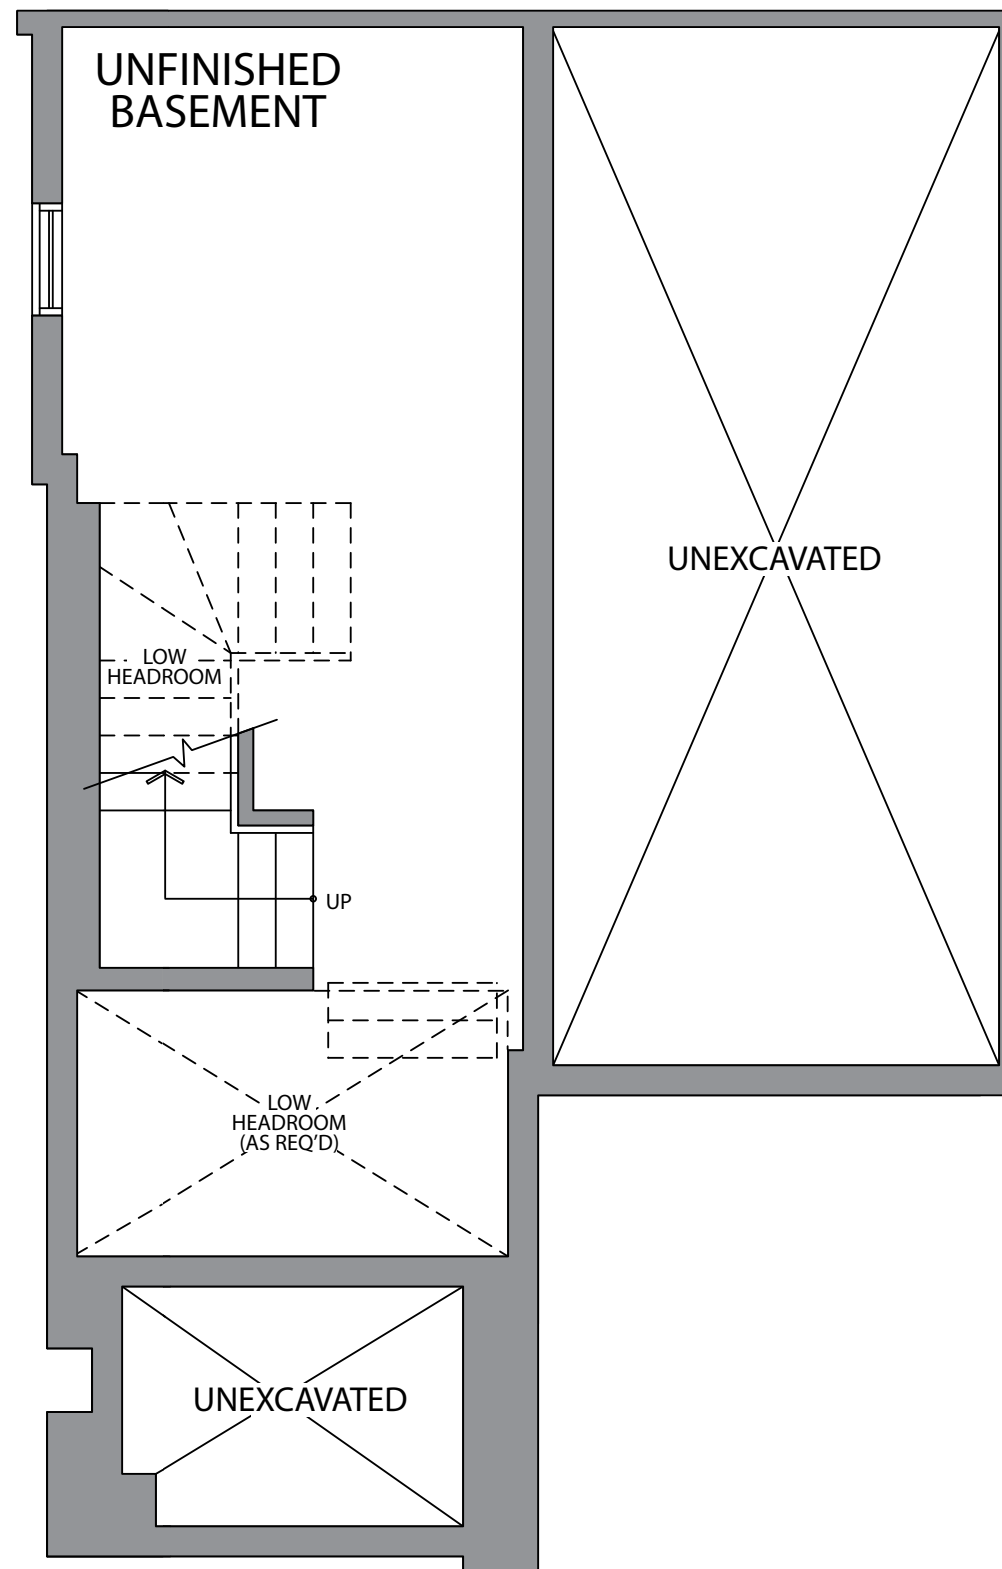 UNFINISHED
BASEMENT
UNEXCAVATED
LOW
HEADROOM
UP
LOW
HEADROOM
(AS REQ'D)
UNEXCAVATED